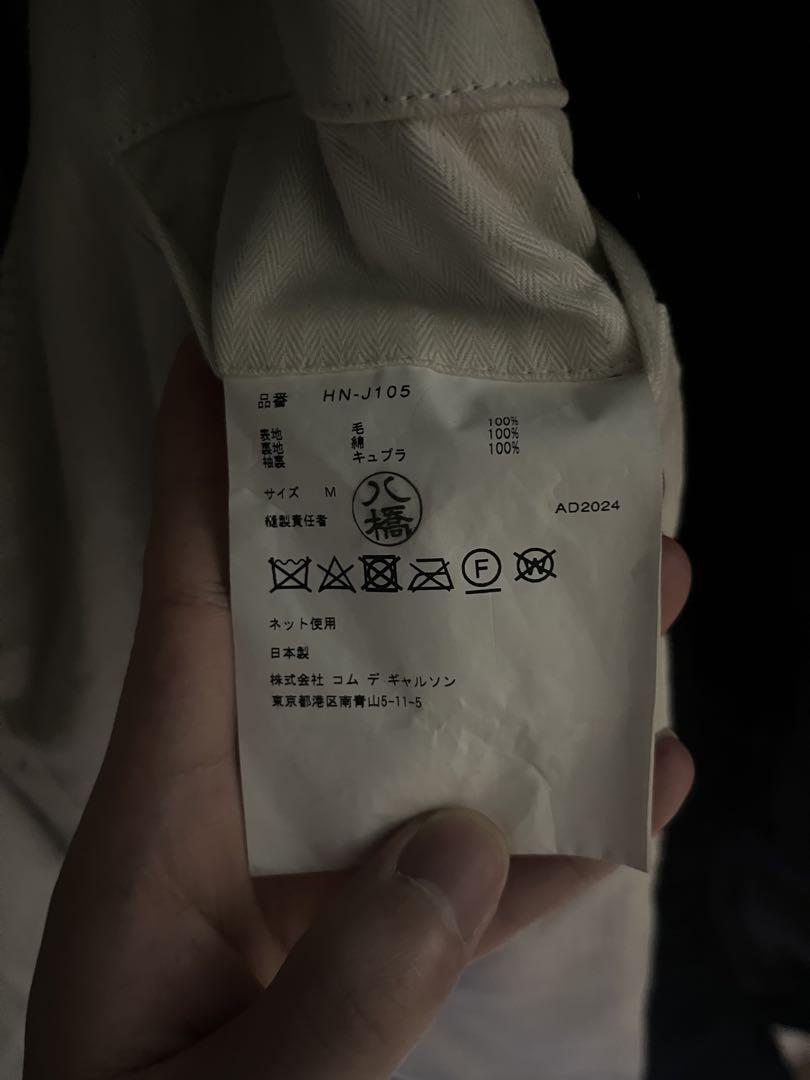 品番 HN-J105
表地 毛 100%
裏地 綿 100%
袖裏 キュプラ 100%
サイズ M
縫製責任者 八橋
AD2024
F W
ネット使用
日本製
株式会社 コム デ ギャルソン
東京都港区南青山5-11-5